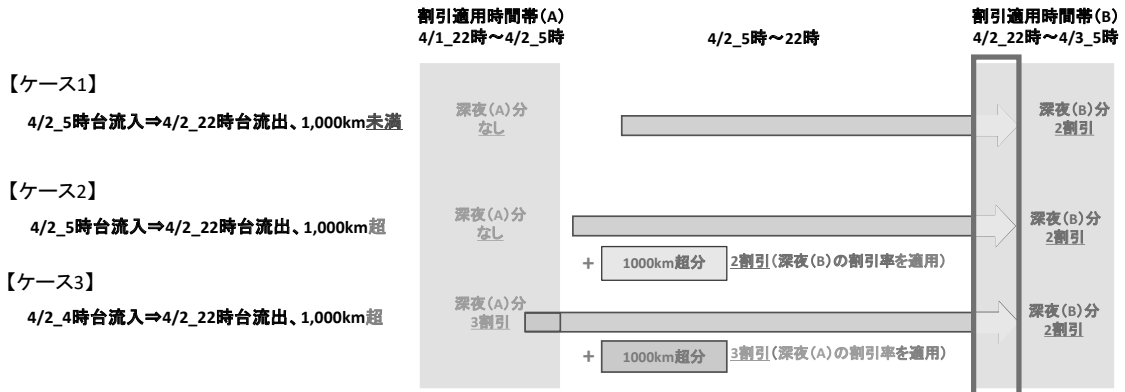 割引適用時間帯(A)
4/1_22時～4/2_5時
4/2_5時～22時
割引適用時間帯(B)
4/2_22時～4/3_5時
【ケース1】
4/2_5時台流入⇒4/2_22時台流出、1,000km未満
深夜(A)分
なし
深夜(B)分
2割引
【ケース2】
4/2_5時台流入⇒4/2_22時台流出、1,000km超
深夜(A)分
なし
深夜(B)分
2割引
+ 1000km超分 2割引(深夜(B)の割引率を適用)
【ケース3】
4/2_4時台流入⇒4/2_22時台流出、1,000km超
深夜(A)分
3割引
深夜(B)分
2割引
+ 1000km超分 3割引(深夜(A)の割引率を適用)